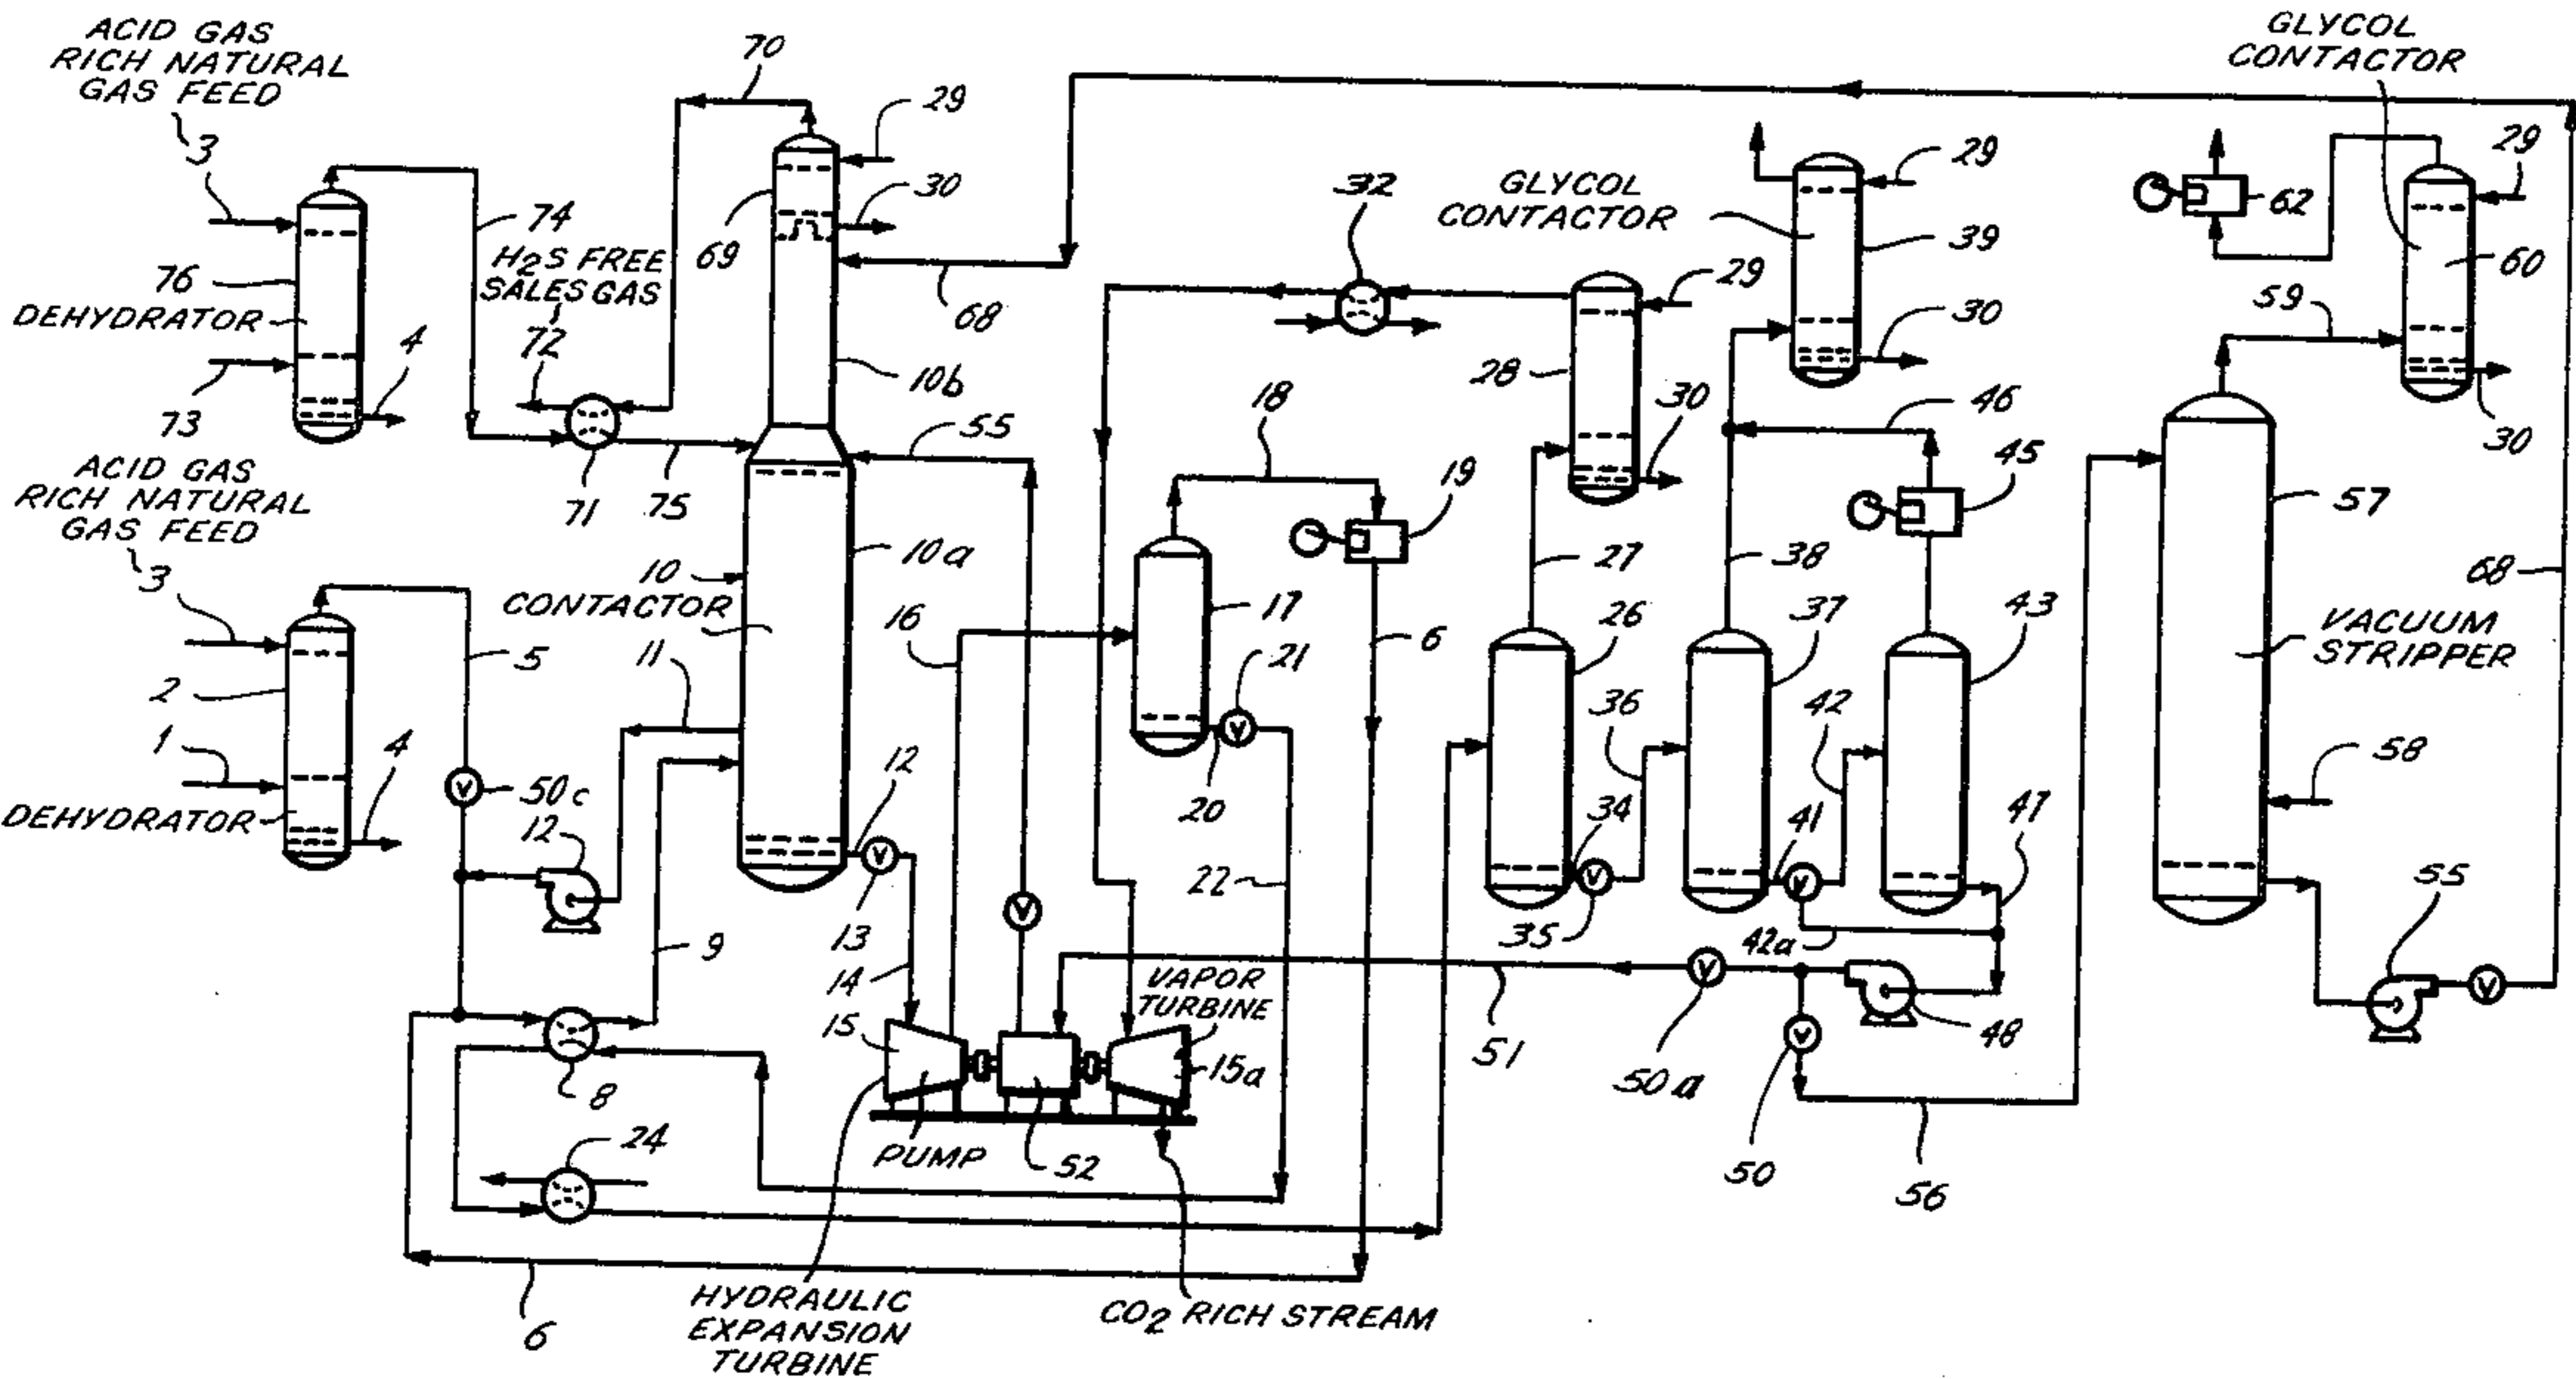 ACID GAS
RICH NATURAL
GAS FEED
3
76
DEHYDRATOR
73
4
74
H2S FREE
SALES GAS
72
71
75
70
29
30
69
68
10b
55
ACID GAS
RICH NATURAL
GAS FEED
3
2
1
DEHYDRATOR
4
5
V
50c
12
11
10
CONTACTOR
10a
9
12
V
13
14
8
24
6
16
15
PUMP
52
V
HYDRAULIC
EXPANSION
TURBINE
VAPOR
TURBINE
15a
CO2 RICH STREAM
17
18
19
6
20
V
21
22
32
GLYCOL
CONTACTOR
28
29
30
27
26
34
V
35
36
37
38
39
29
30
41
V
42
42a
43
45
46
47
48
V
50
V
50a
51
56
GLYCOL
CONTACTOR
29
60
30
62
59
57
VACUUM
STRIPPER
58
55
V
68